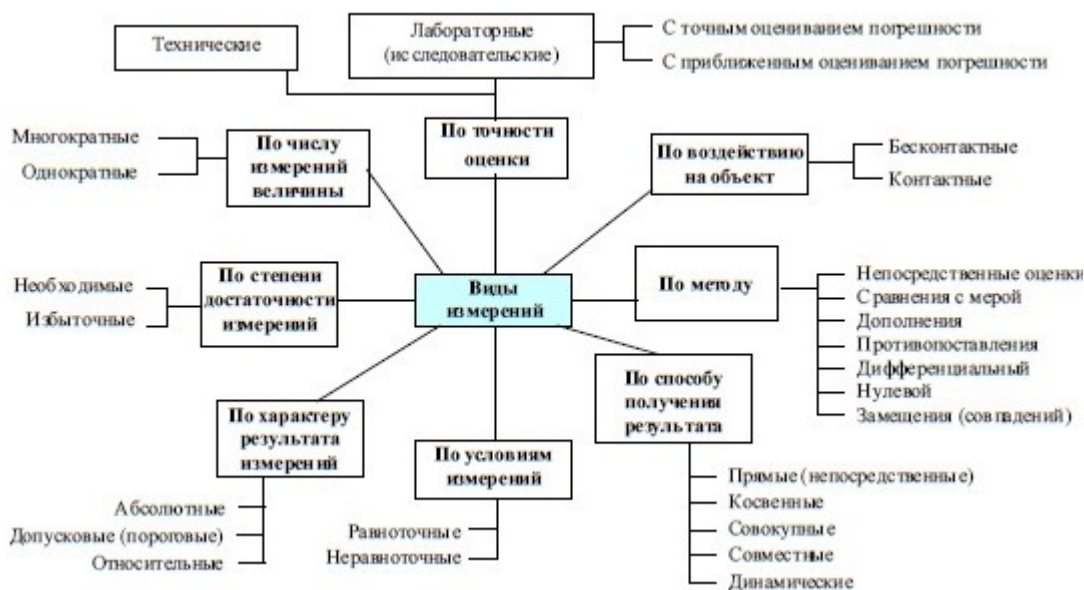 Технические
Лабораторные
(исследовательские)
С точным оцениванием погрешности
С приближенным оцениванием погрешности
Многократные
Однократные
По числу
измерений
величины
По точности
оценки
По воздействию
на объект
Бесконтактные
Контактные
Необходимые
Избыточные
По степени
достаточности
измерений
Виды
измерений
По методу
Непосредственные оценки
Сравнения с мерой
Дополнения
Противопоставления
Дифференциальный
Нулевой
Замещения (совпадений)
По характеру
результата
измерений
Абсолютные
Допусковые (пороговые)
Относительные
По условиям
измерений
Равноточные
Неравноточные
По способу
получения
результата
Прямые (непосредственные)
Косвенные
Совокупные
Совместные
Динамические